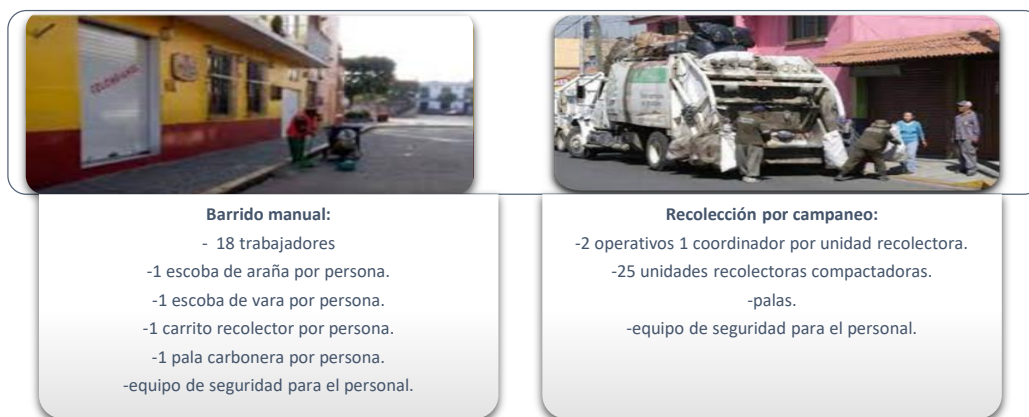 Barrido manual:
- 18 trabajadores
-1 escoba de araña por persona.
-1 escoba de vara por persona.
-1 carrito recolector por persona.
-1 pala carbonera por persona.
-equipo de seguridad para el personal.
Recolección por campaneo:
-2 operativos 1 coordinador por unidad recolectora.
-25 unidades recolectoras compactadoras.
-palas.
-equipo de seguridad para el personal.